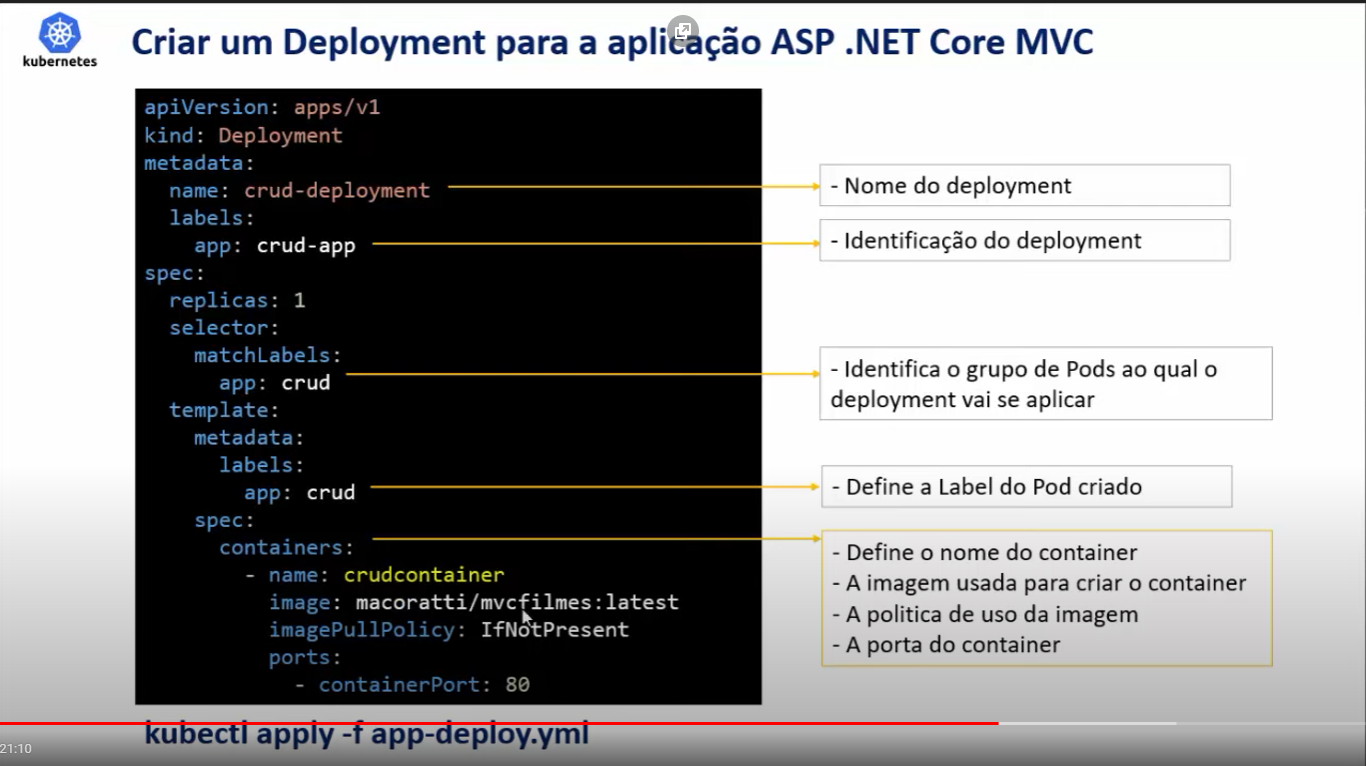 kubernetes
Criar um Deployment para a aplicação ASP .NET Core MVC
apiVersion: apps/v1
kind: Deployment
metadata:
  name: crud-deployment
  labels:
    app: crud-app
spec:
  replicas: 1
  selector:
    matchLabels:
      app: crud
  template:
    metadata:
      labels:
        app: crud
    spec:
      containers:
        - name: crudcontainer
          image: macoratti/mvcfilmes:latest
          imagePullPolicy: IfNotPresent
          ports:
            - containerPort: 80
- Nome do deployment
- Identificação do deployment
- Identifica o grupo de Pods ao qual o
deployment vai se aplicar
- Define a Label do Pod criado
- Define o nome do container
- A imagem usada para criar o container
- A politica de uso da imagem
- A porta do container
kubectl apply -f app-deploy.yml
21:10